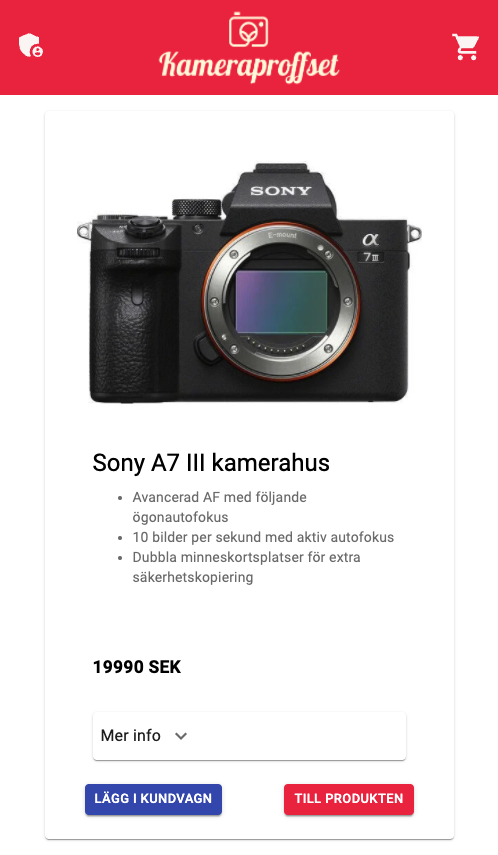 Kameraproffset
SONY
E-mount
α
7III
Sony A7 III kamerahus
Avancerad AF med följande
ögonautofokus
10 bilder per sekund med aktiv autofokus
Dubbla minneskortsplatser för extra
säkerhetskopiering
19990 SEK
Mer info
LÄGG I KUNDVAGN
TILL PRODUKTEN